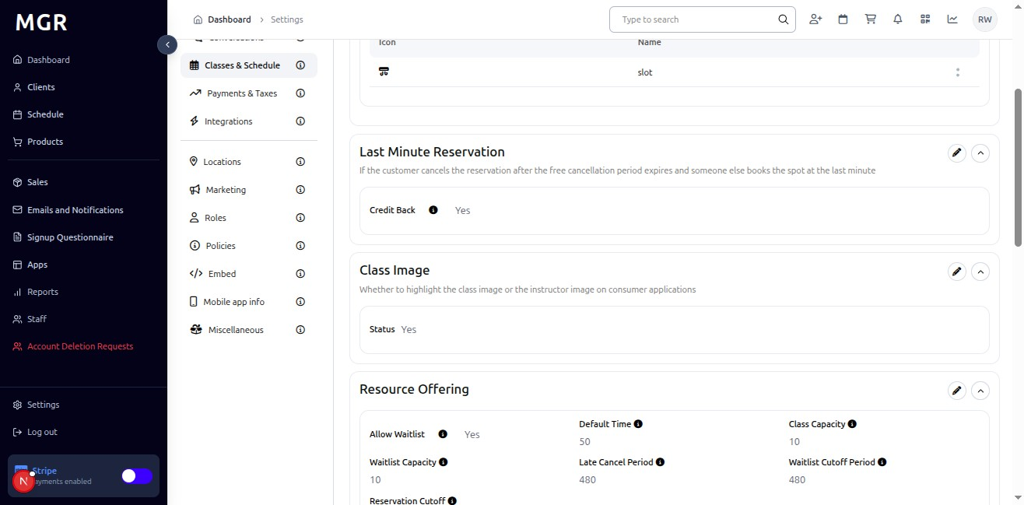 MGR
Dashboard
Clients
Schedule
Products
Sales
Emails and Notifications
Signup Questionnaire
Apps
Reports
Staff
Account Deletion Requests
Settings
Log out
Stripe
ayments enabled
N
Dashboard > Settings
Type to search
RW
Classes & Schedule
Payments & Taxes
Integrations
Locations
Marketing
Roles
Policies
Embed
Mobile app info
Miscellaneous
Icon Name
slot
Last Minute Reservation
If the customer cancels the reservation after the free cancellation period expires and someone else books the spot at the last minute
Credit Back Yes
Class Image
Whether to highlight the class image or the instructor image on consumer applications
Status Yes
Resource Offering
Allow Waitlist Yes
Default Time
50
Class Capacity
10
Waitlist Capacity
10
Late Cancel Period
480
Waitlist Cutoff Period
480
Reservation Cutoff